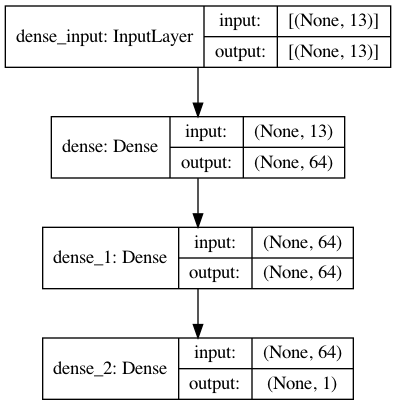 dense_input: InputLayer
input: [(None, 13)]
output: [(None, 13)]
dense: Dense
input: (None, 13)
output: (None, 64)
dense_1: Dense
input: (None, 64)
output: (None, 64)
dense_2: Dense
input: (None, 64)
output: (None, 1)